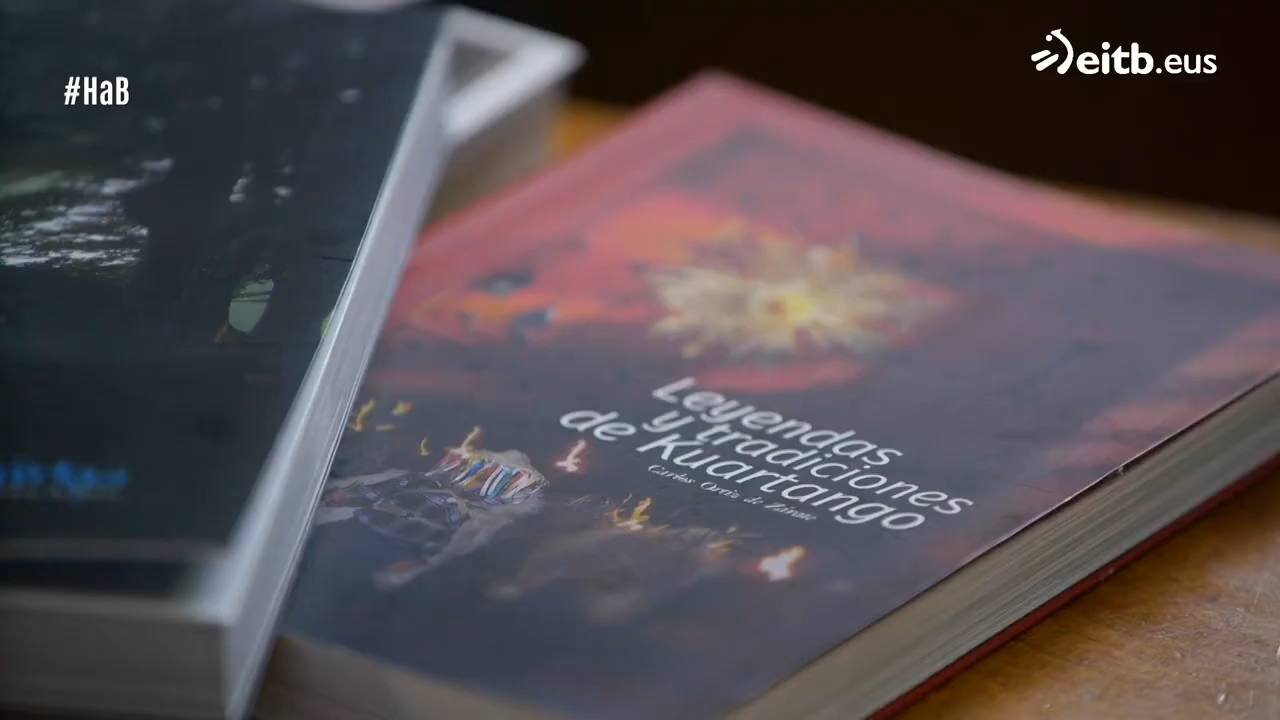 #HaB
eitb.eus
Leyendas
y tradiciones
de Kuartango
Carlos Ortiz de Zárate